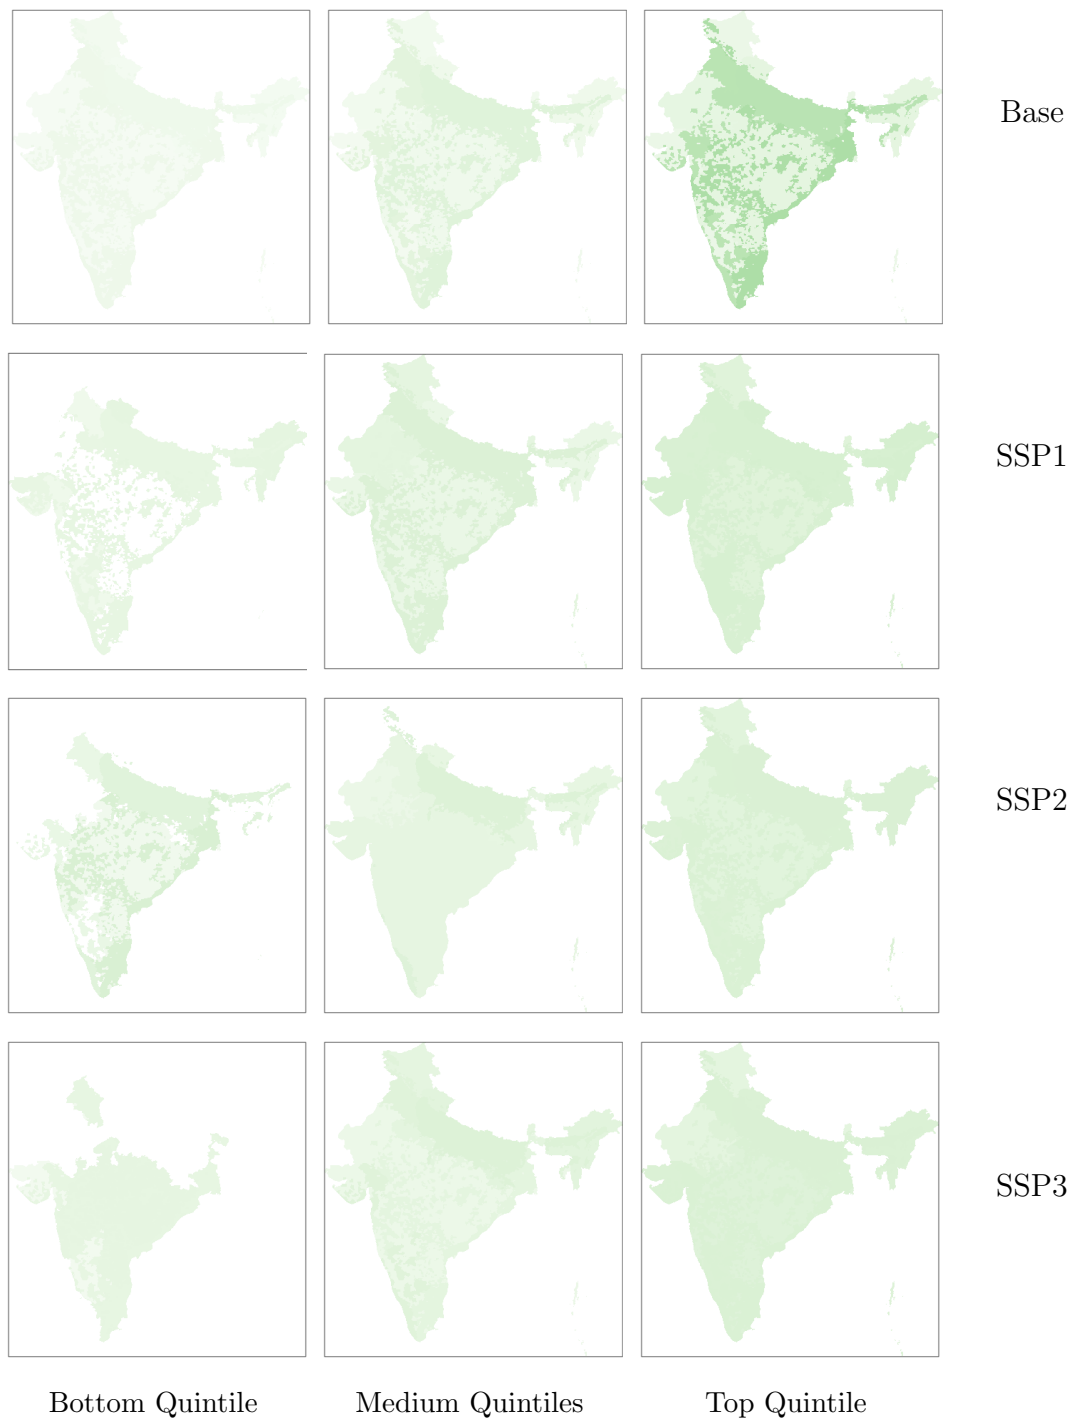 Base
SSP1
SSP2
SSP3
Bottom Quintile
Medium Quintiles
Top Quintile